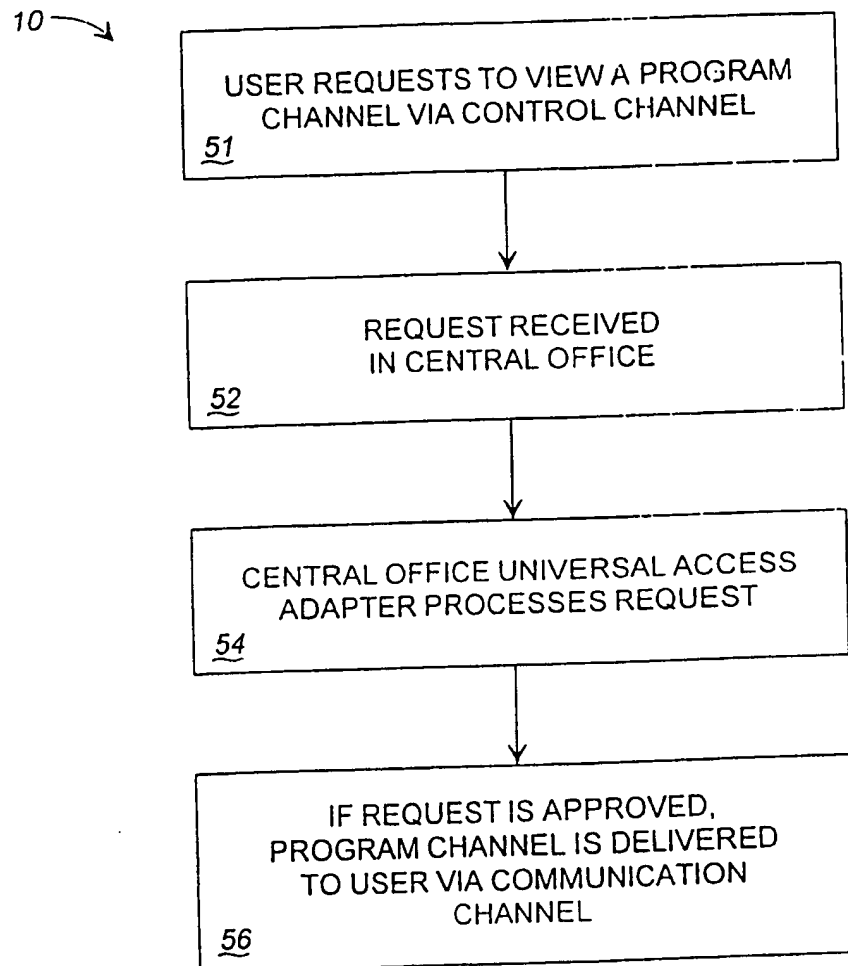 10
USER REQUESTS TO VIEW A PROGRAM
CHANNEL VIA CONTROL CHANNEL
51
REQUEST RECEIVED
IN CENTRAL OFFICE
52
CENTRAL OFFICE UNIVERSAL ACCESS
ADAPTER PROCESSES REQUEST
54
IF REQUEST IS APPROVED,
PROGRAM CHANNEL IS DELIVERED
TO USER VIA COMMUNICATION
CHANNEL
56